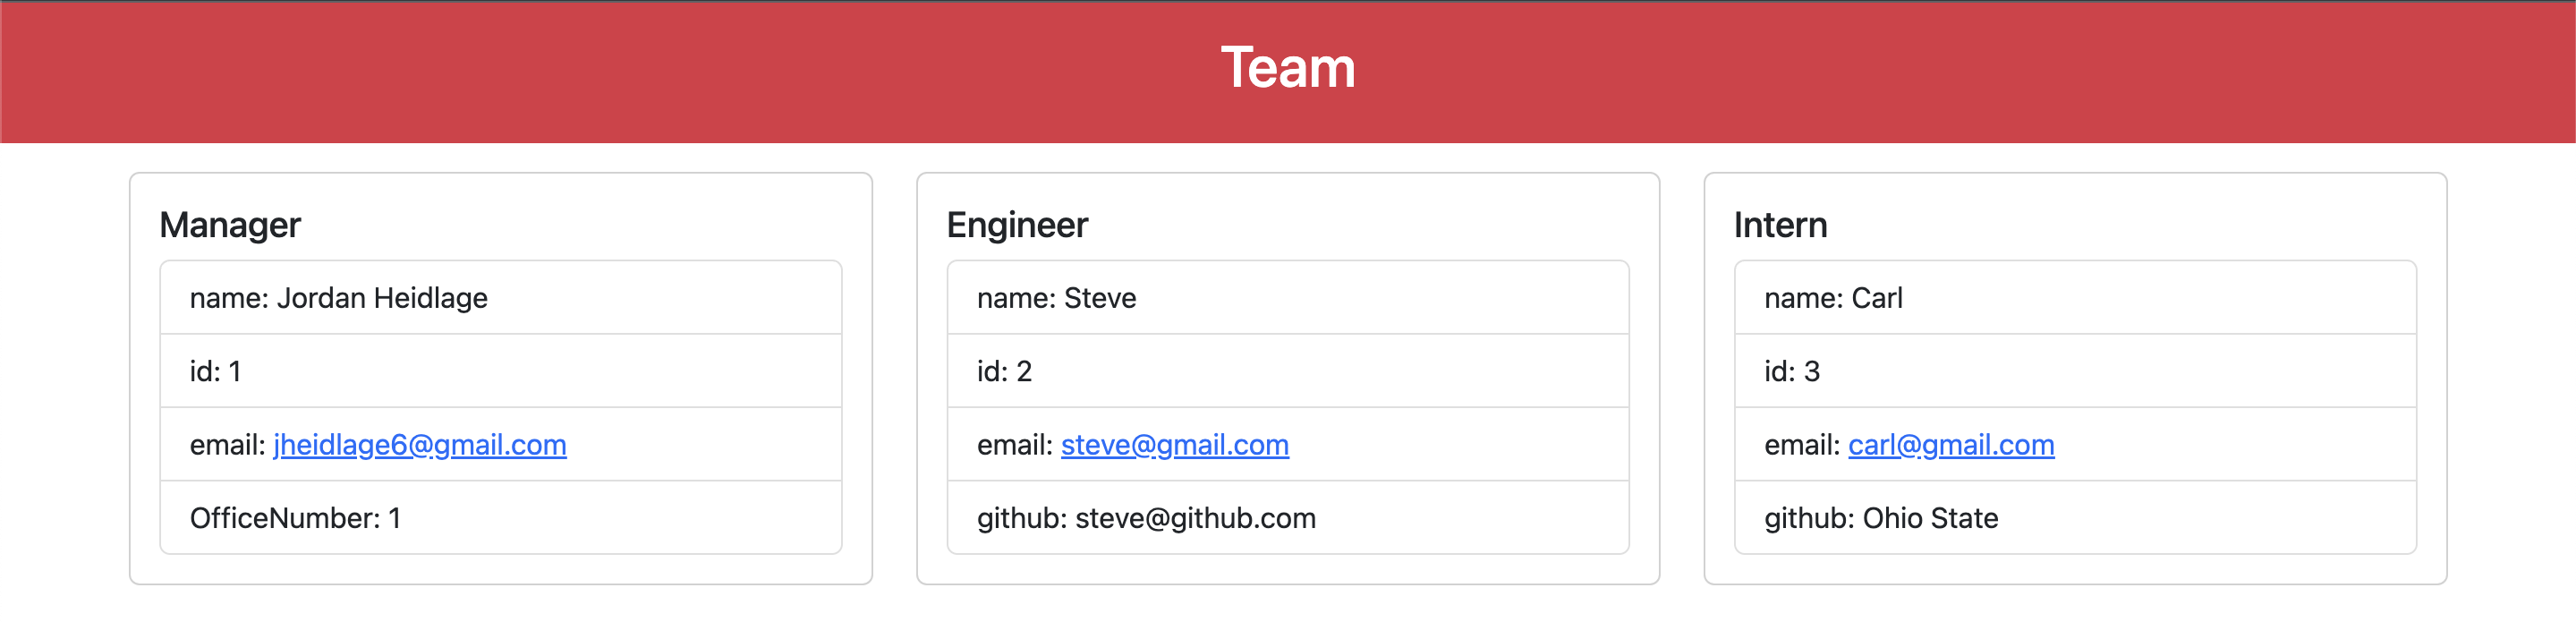 Team
Manager
name: Jordan Heidlage
id: 1
email: jheidlage6@gmail.com
OfficeNumber: 1
Engineer
name: Steve
id: 2
email: steve@gmail.com
github: steve@github.com
Intern
name: Carl
id: 3
email: carl@gmail.com
github: Ohio State